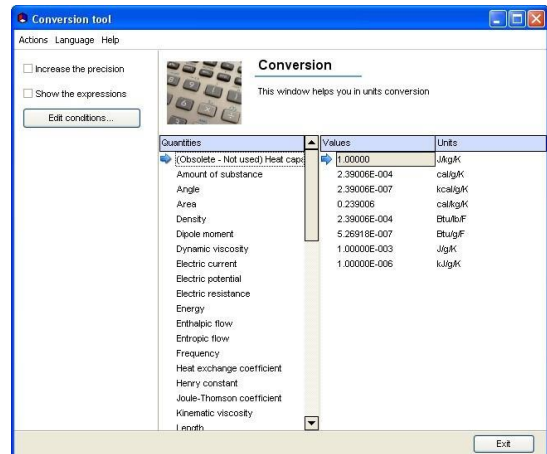 Conversion tool
Actions Language Help
Increase the precision
Show the expressions
Edit conditions...
Conversion
This window helps you in units conversion
Quantities
(Obsolete - Not used) Heat capa
Amount of substance
Angle
Area
Density
Dipole moment
Dynamic viscosity
Electric current
Electric potential
Electric resistance
Energy
Enthalpic flow
Entropic flow
Frequency
Heat exchange coefficient
Henry constant
Joule-Thomson coefficient
Kinematic viscosity
Length
Values Units
1.00000 J/kg/K
2.39006E-004 cal/g/K
2.39006E-007 kcal/g/K
0.239006 cal/kg/K
2.39006E-004 Btu/lb/F
5.26918E-007 Btu/g/F
1.00000E-003 J/g/K
1.00000E-006 kJ/g/K
Exit